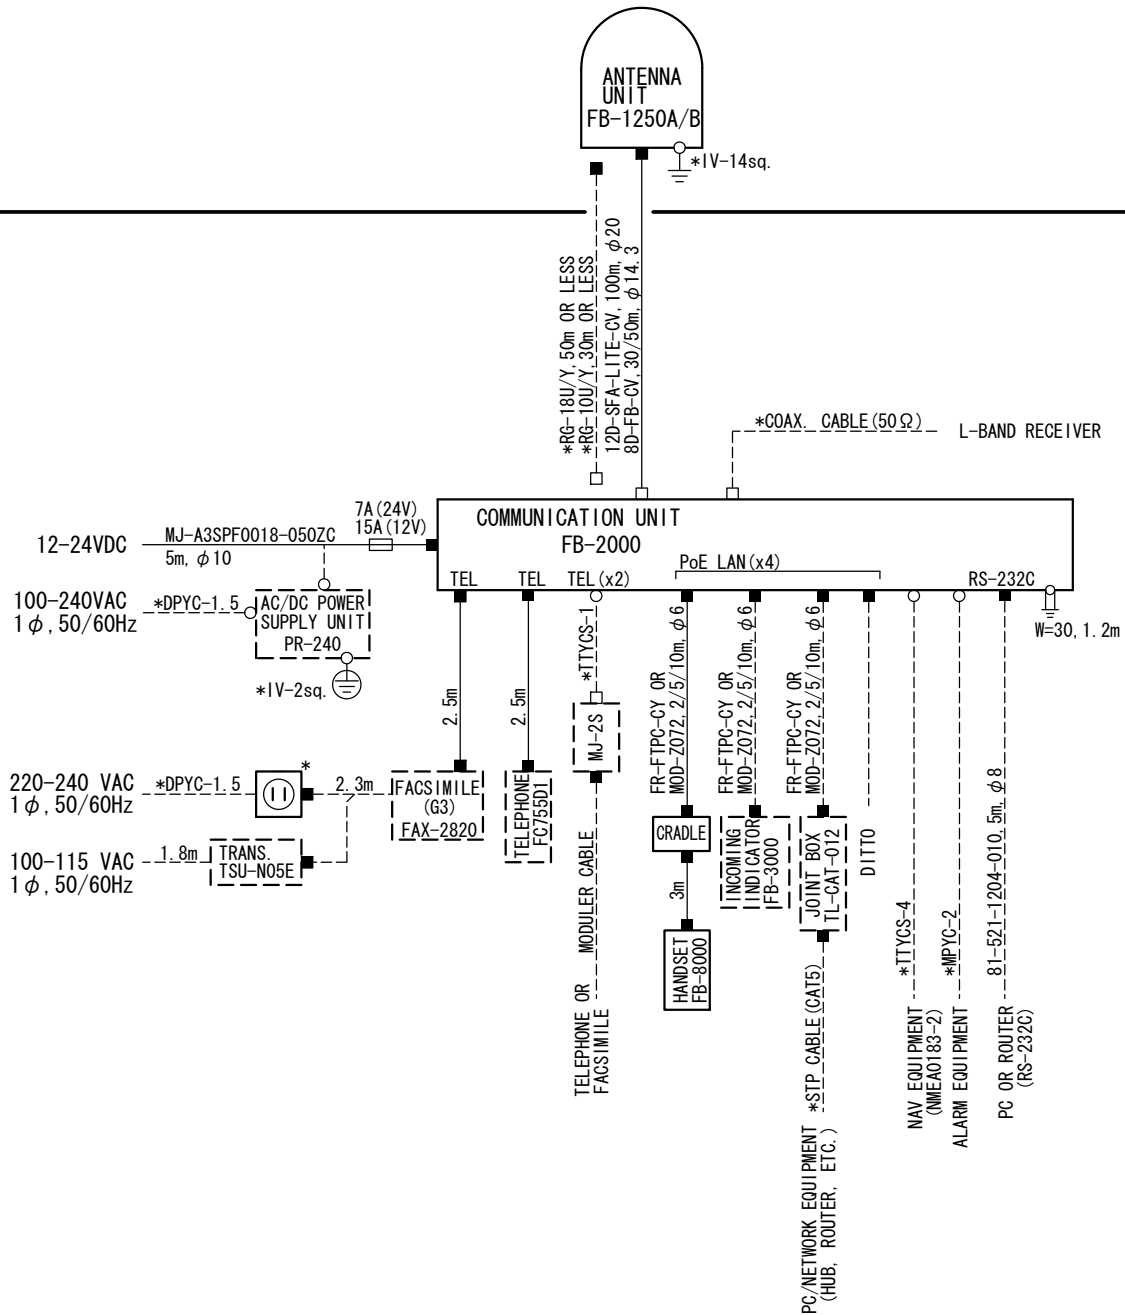 ANTENNA
UNIT
FB-1250A/B
*IV-14sq.
*RG-18U/Y, 50m OR LESS
*RG-10U/Y, 30m OR LESS
12D-SFA-LITE-CV, 100m, φ20
8D-FB-CV, 30/50m, φ14.3
*COAX. CABLE(50Ω)
L-BAND RECEIVER
COMMUNICATION UNIT
FB-2000
7A(24V)
15A(12V)
12-24VDC
MJ-A3SPF0018-050ZC
5m, φ10
TEL
TEL
TEL(x2)
PoE LAN(x4)
RS-232C
W=30, 1.2m
100-240VAC
1φ, 50/60Hz
*DPYC-1.5
AC/DC POWER
SUPPLY UNIT
PR-240
*IV-2sq.
220-240 VAC
1φ, 50/60Hz
*DPYC-1.5
*
2.3m
100-115 VAC
1φ, 50/60Hz
1.8m
TRANS.
TSU-N05E
2.5m
FACSIMILE
(G3)
FAX-2820
2.5m
TELEPHONE
FC755D1
*TTYCS-1
MJ-2S
MODULER CABLE
TELEPHONE OR
FACSIMILE
FR-FTPC-CY OR
MOD-Z072, 2/5/10m, φ6
CRADLE
3m
HANDSET
FB-8000
FR-FTPC-CY OR
MOD-Z072, 2/5/10m, φ6
INCOMING
INDICATOR
FB-3000
FR-FTPC-CY OR
MOD-Z072, 2/5/10m, φ6
JOINT BOX
TL-CAT-012
*STP CABLE(CAT5)
PC/NETWORK EQUIPMENT
(HUB, ROUTER, ETC.)
DITTO
*TTYCS-4
NAV EQUIPMENT
(NMEA0183-2)
*MPYC-2
ALARM EQUIPMENT
81-521-1204-010, 5m, φ8
PC OR ROUTER
(RS-232C)